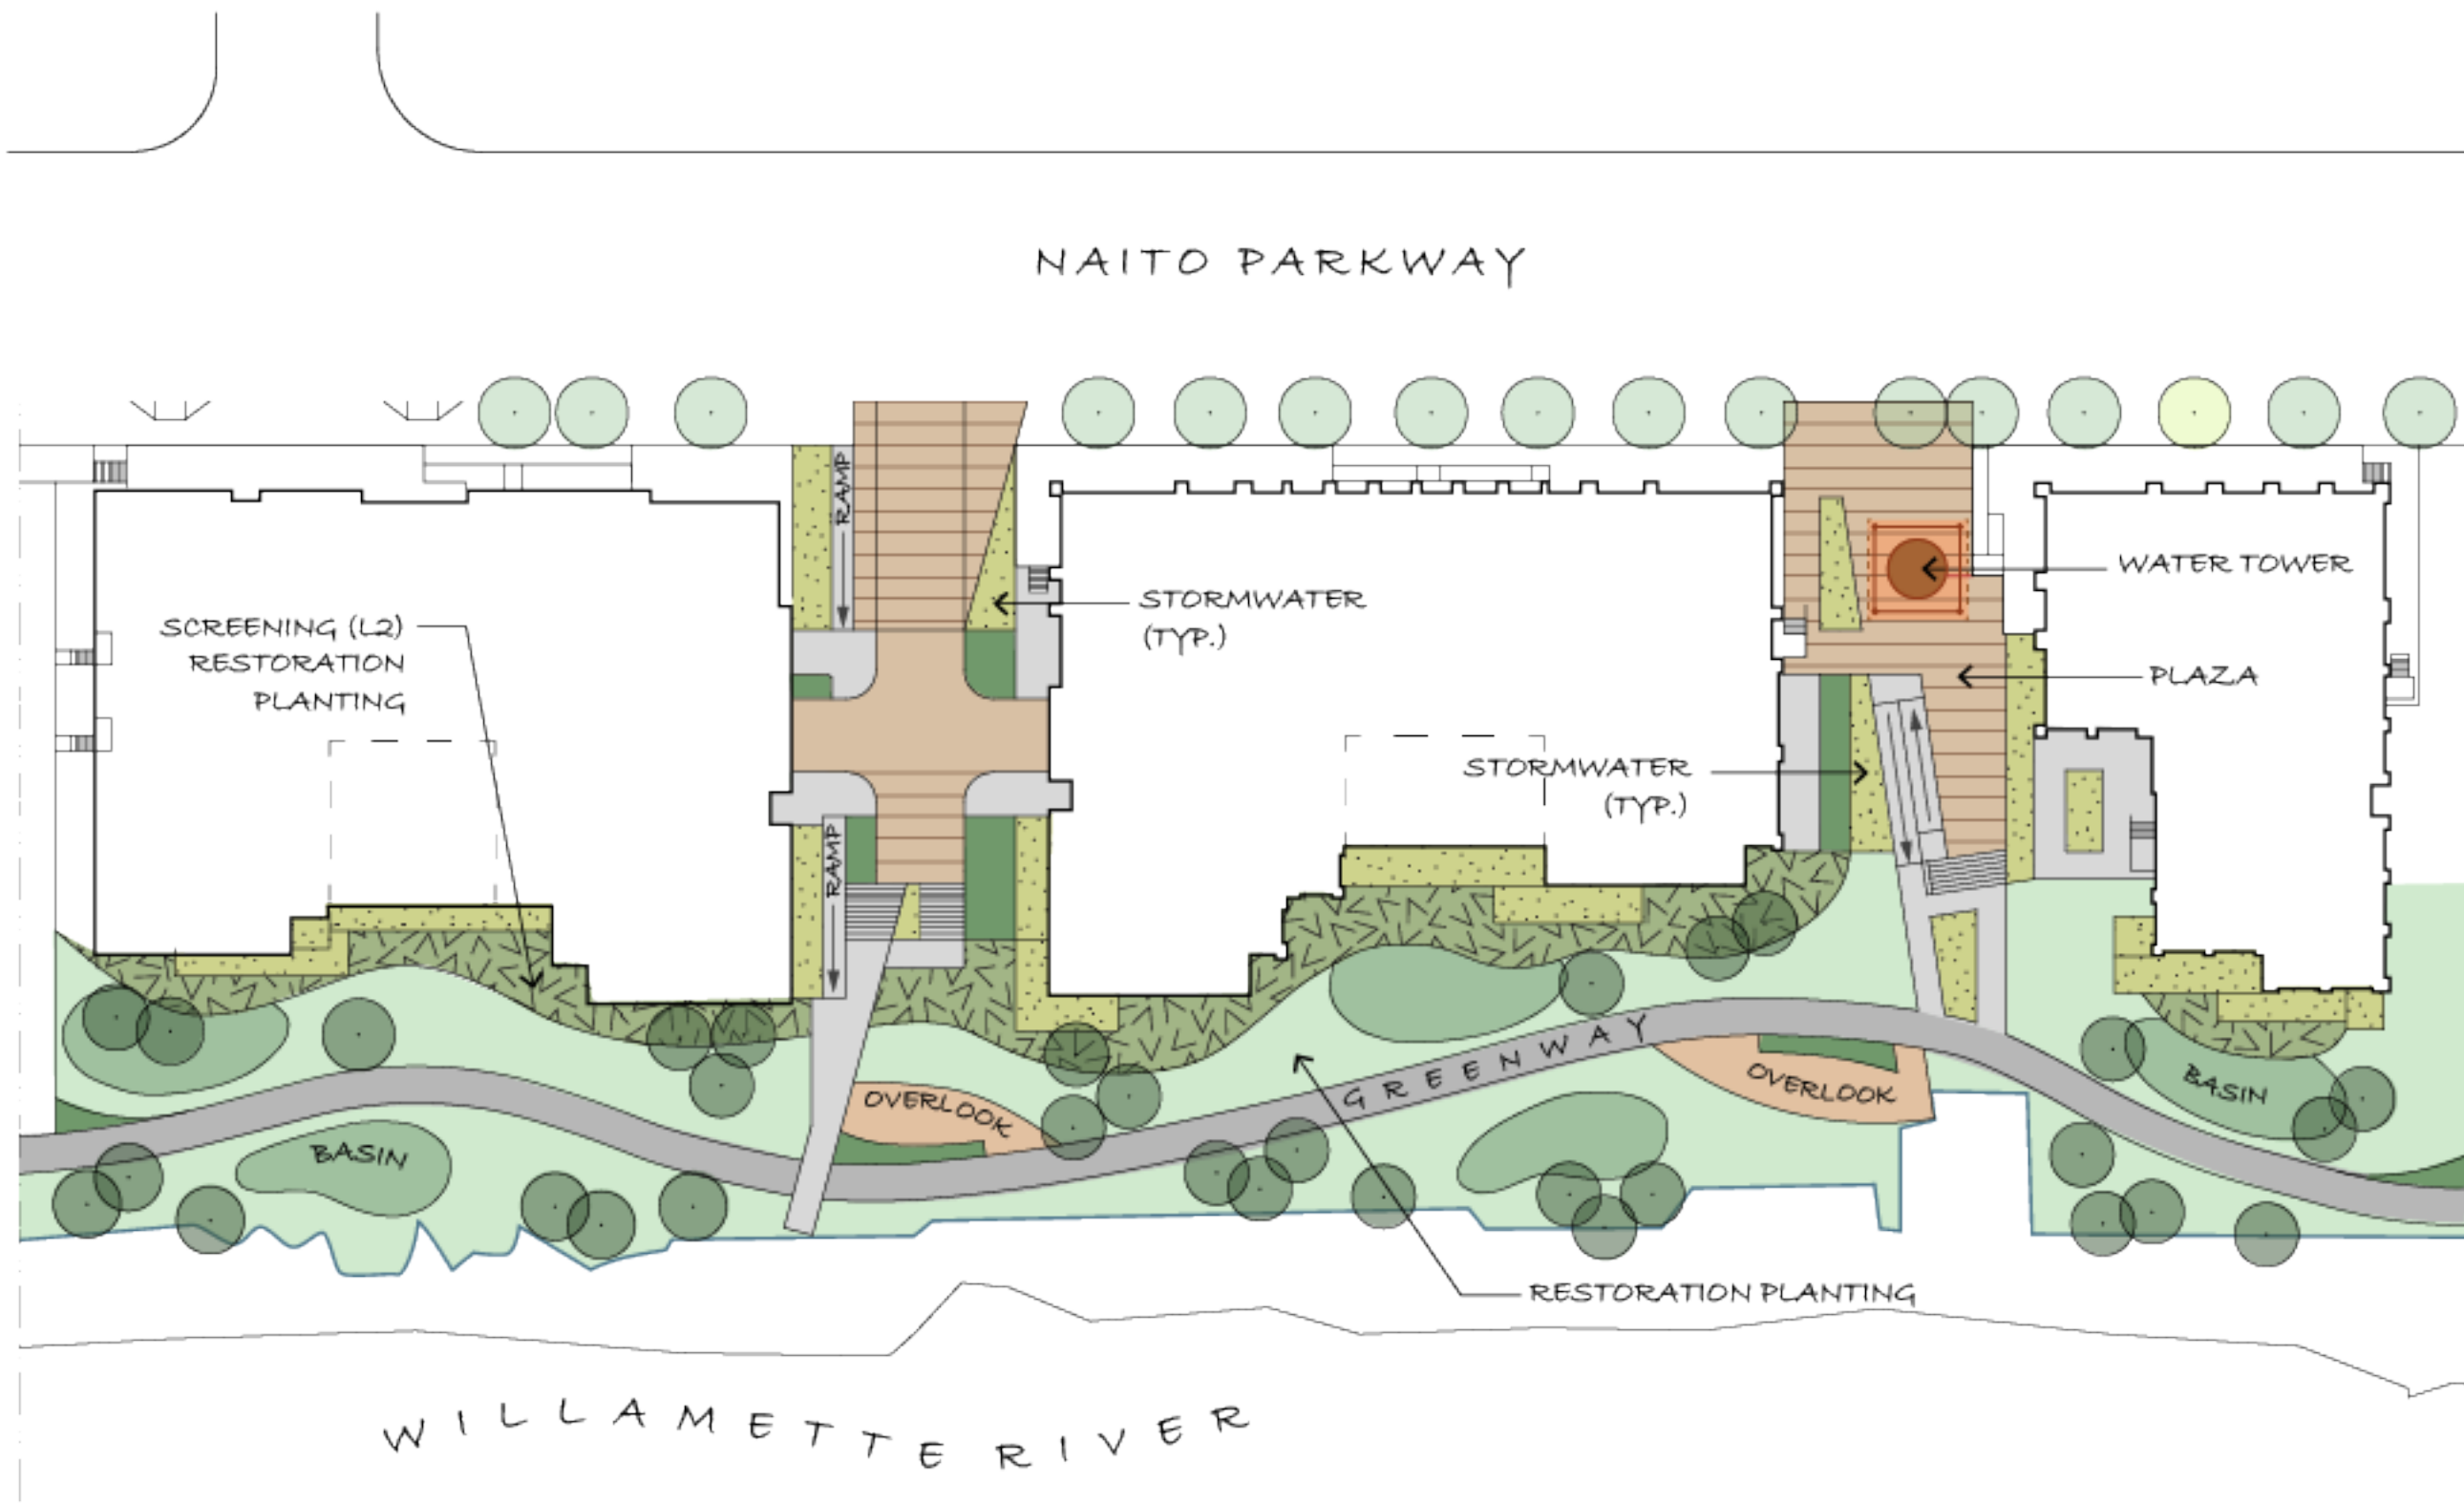 NAITO PARKWAY
RAMP
STORMWATER
(TYP.)
WATER TOWER
SCREENING (L2)
RESTORATION
PLANTING
PLAZA
STORMWATER
(TYP.)
RAMP
GREENWAY
OVERLOOK
OVERLOOK
BASIN
BASIN
RESTORATION PLANTING
WILLAMETTE RIVER